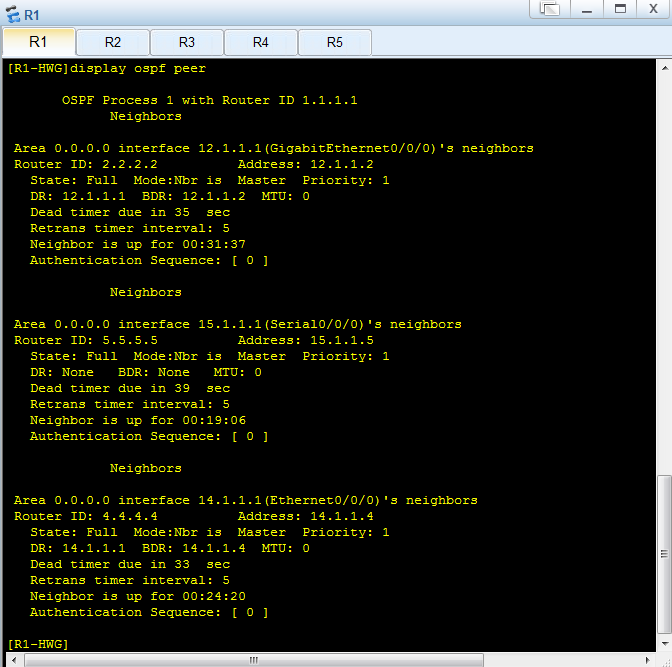 R1
R1 R2 R3 R4 R5
[R1-HWG]display ospf peer
OSPF Process 1 with Router ID 1.1.1.1
Neighbors
Area 0.0.0.0 interface 12.1.1.1(GigabitEthernet0/0/0)'s neighbors
Router ID: 2.2.2.2 Address: 12.1.1.2
State: Full Mode:Nbr is Master Priority: 1
DR: 12.1.1.1 BDR: 12.1.1.2 MTU: 0
Dead timer due in 35 sec
Retrans timer interval: 5
Neighbor is up for 00:31:37
Authentication Sequence: [ 0 ]
Neighbors
Area 0.0.0.0 interface 15.1.1.1(Serial0/0/0)'s neighbors
Router ID: 5.5.5.5 Address: 15.1.1.5
State: Full Mode:Nbr is Master Priority: 1
DR: None BDR: None MTU: 0
Dead timer due in 39 sec
Retrans timer interval: 5
Neighbor is up for 00:19:06
Authentication Sequence: [ 0 ]
Neighbors
Area 0.0.0.0 interface 14.1.1.1(Ethernet0/0/0)'s neighbors
Router ID: 4.4.4.4 Address: 14.1.1.4
State: Full Mode:Nbr is Master Priority: 1
DR: 14.1.1.1 BDR: 14.1.1.4 MTU: 0
Dead timer due in 33 sec
Retrans timer interval: 5
Neighbor is up for 00:24:20
Authentication Sequence: [ 0 ]
[R1-HWG]